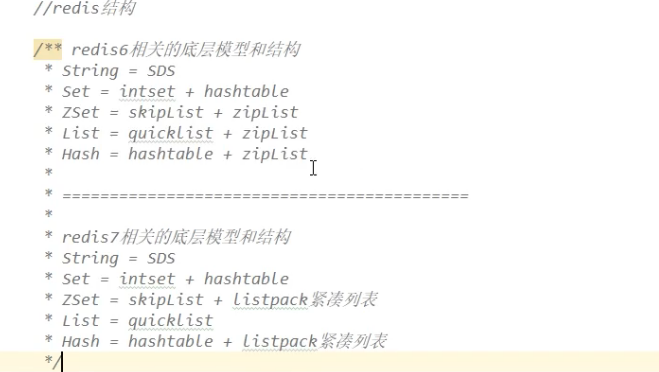 //redis结构
/** redis6相关的底层模型和结构
* String = SDS
* Set = intset + hashtable
* ZSet = skipList + zipList
* List = quicklist + zipList
* Hash = hashtable + zipList
*
* ===========================================
*
* redis7相关的底层模型和结构
* String = SDS
* Set = intset + hashtable
* ZSet = skipList + listpack紧凑列表
* List = quicklist
* Hash = hashtable + listpack紧凑列表
*/